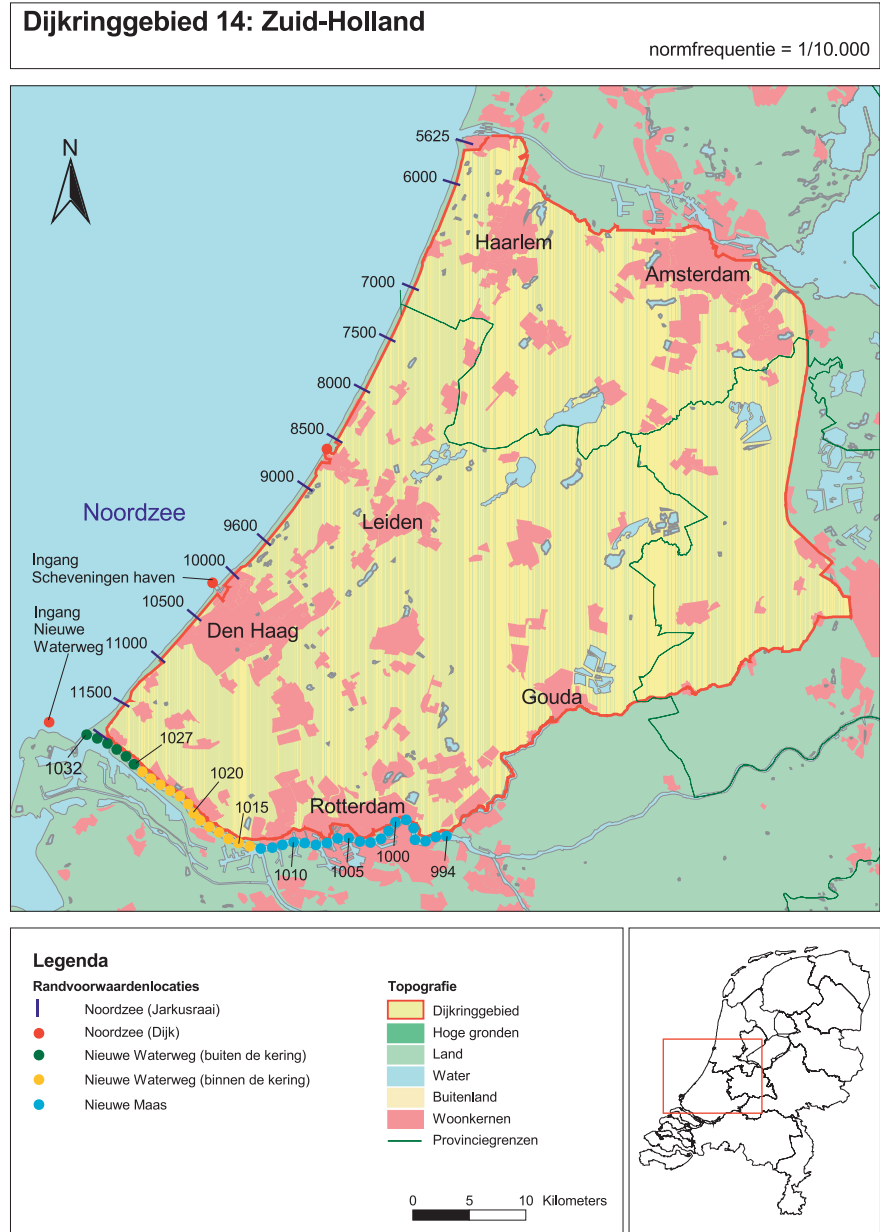 Dijkringgebied 14: Zuid-Holland
normfrequentie = 1/10.000
N
5625
6000
Haarlem
Amsterdam
7000
7500
8000
8500
9000
Noordzee
Leiden
9600
Ingang
Scheveningen haven
10000
10500
Ingang
Nieuwe
Waterweg
Den Haag
11000
11500
Gouda
1027
1032
1020
Rotterdam
1015
1010
1005
1000
994
Legenda
Randvoorwaardenlocaties
Noordzee (Jarkusraai)
Noordzee (Dijk)
Nieuwe Waterweg (buiten de kering)
Nieuwe Waterweg (binnen de kering)
Nieuwe Maas
Topografie
Dijkringgebied
Hoge gronden
Land
Water
Buitenland
Woonkernen
Provinciegrenzen
0 5 10 Kilometers